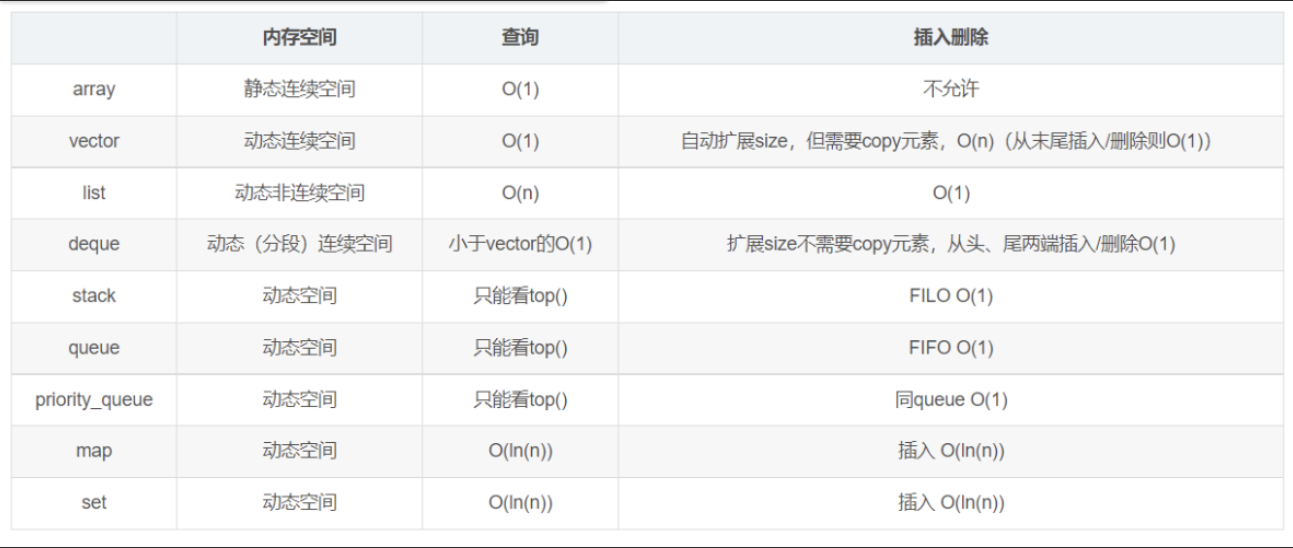 内存空间 查询 插入删除
array 静态连续空间 O(1) 不允许
vector 动态连续空间 O(1) 自动扩展size，但需要copy元素，O(n)（从末尾插入/删除则O(1)）
list 动态非连续空间 O(n) O(1)
deque 动态（分段）连续空间 小于vector的O(1) 扩展size不需要copy元素，从头、尾两端插入/删除O(1)
stack 动态空间 只能看top() FILO O(1)
queue 动态空间 只能看top() FIFO O(1)
priority_queue 动态空间 只能看top() 同queue O(1)
map 动态空间 O(ln(n)) 插入 O(ln(n))
set 动态空间 O(ln(n)) 插入 O(ln(n))